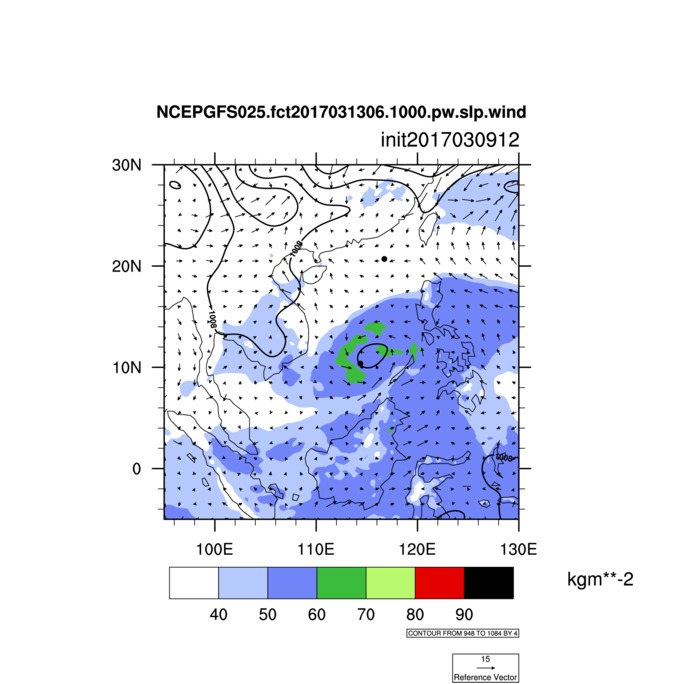 NCEPGFS025.fct2017031306.1000.pw.slp.wind
init2017030912
30N
20N
10N
0
1008
1008
1008
100E 110E 120E 130E
kgm**-2
40 50 60 70 80 90
CONTOUR FROM 948 TO 1084 BY 4
15
Reference Vector